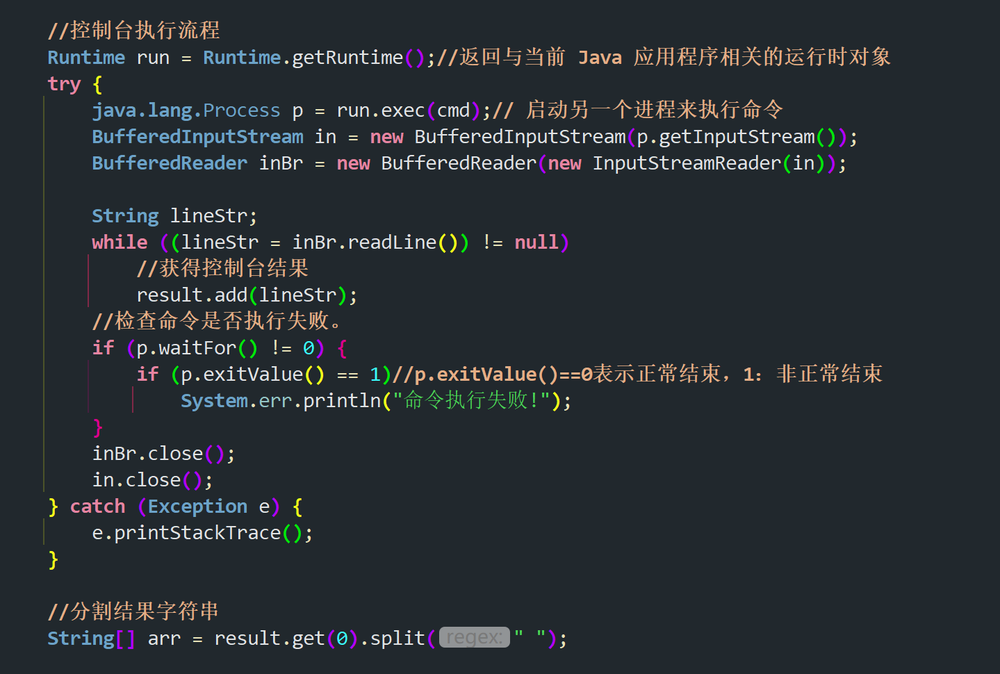 //控制台执行流程
Runtime run = Runtime.getRuntime();//返回与当前 Java 应用程序相关的运行时对象
try {
    java.lang.Process p = run.exec(cmd);// 启动另一个进程来执行命令
    BufferedInputStream in = new BufferedInputStream(p.getInputStream());
    BufferedReader inBr = new BufferedReader(new InputStreamReader(in));
    String lineStr;
    while ((lineStr = inBr.readLine()) != null)
        //获得控制台结果
        result.add(lineStr);
    //检查命令是否执行失败。
    if (p.waitFor() != 0) {
        if (p.exitValue() == 1)//p.exitValue()==0表示正常结束，1：非正常结束
            System.err.println("命令执行失败!");
    }
    inBr.close();
    in.close();
} catch (Exception e) {
    e.printStackTrace();
}
//分割结果字符串
String[] arr = result.get(0).split( regex: " ");